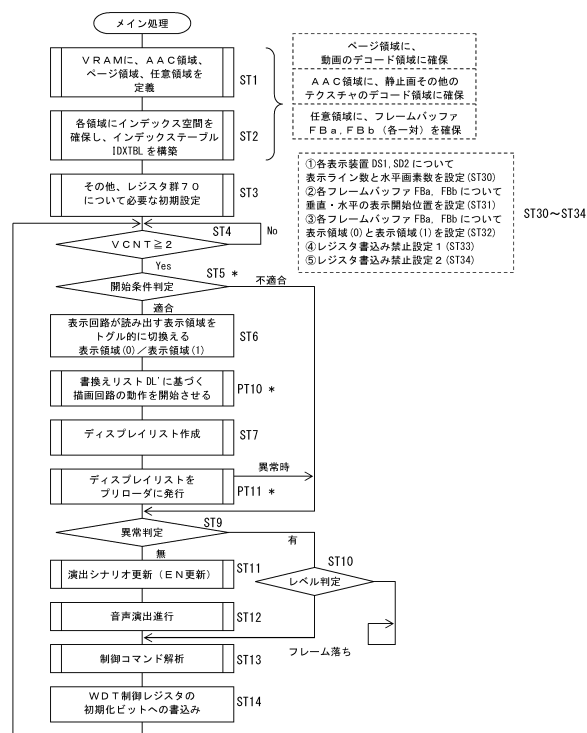 メイン処理
ＶＲＡＭに、ＡＡＣ領域、
ページ領域、任意領域を
定義
ST1
各領域にインデックス空間を
確保し、インデックステーブル
IDXTBLを構築
ST2
ページ領域に、
動画のデコード領域に確保
ＡＡＣ領域に、静止画その他の
テクスチャのデコード領域に確保
任意領域に、フレームバッファ
ＦＢａ,ＦＢｂ（各一対）を確保
その他、レジスタ群７０
について必要な初期設定
ST3
①各表示装置 DS1, SD2 について
表示ライン数と水平画素数を設定(ST30)
②各フレームバッファ FBa, FBb について
垂直・水平の表示開始位置を設定(ST31)
③各フレームバッファ FBa, FBb について
表示領域(0)と表示領域(1)を設定(ST32)
④レジスタ書込み禁止設定１(ST33)
⑤レジスタ書込み禁止設定２(ST34)
ST30～ST34
ST4
No
ＶＣＮＴ≧２
Yes
ST5 *
開始条件判定
不適合
適合
表示回路が読み出す表示領域を
トグル的に切換える
表示領域(0)／表示領域(1)
ST6
書換えリストDL'に基づく
描画回路の動作を開始させる
PT10 *
ディスプレイリスト作成
ST7
ディスプレイリストを
プリローダに発行
異常時
PT11 *
ST9
異常判定
有
無
演出シナリオ更新（ＥＮ更新）
ST11
ST10
レベル判定
音声演出進行
ST12
フレーム落ち
制御コマンド解析
ST13
ＷＤＴ制御レジスタの
初期化ビットへの書込み
ST14